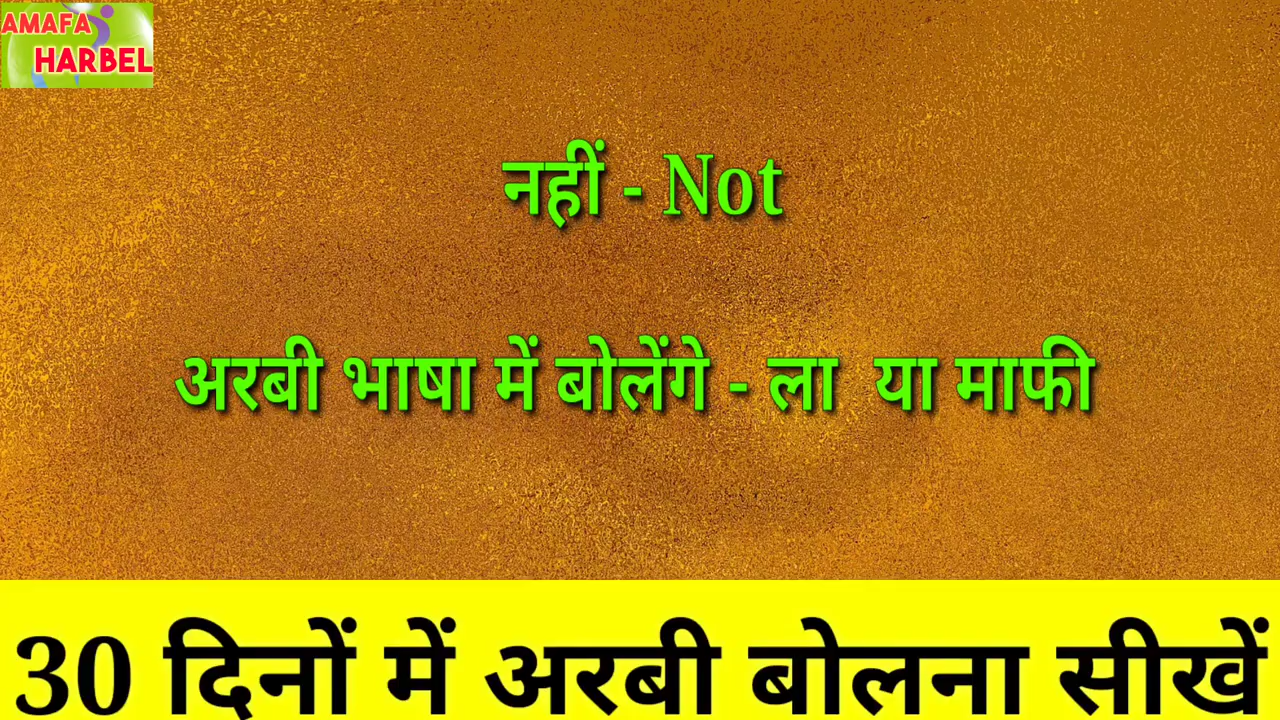 AMAFA
HARBEL
नहीं - Not
अरबी भाषा में बोलेंगे - ला या माफी
30 दिनों में अरबी बोलना सीखें